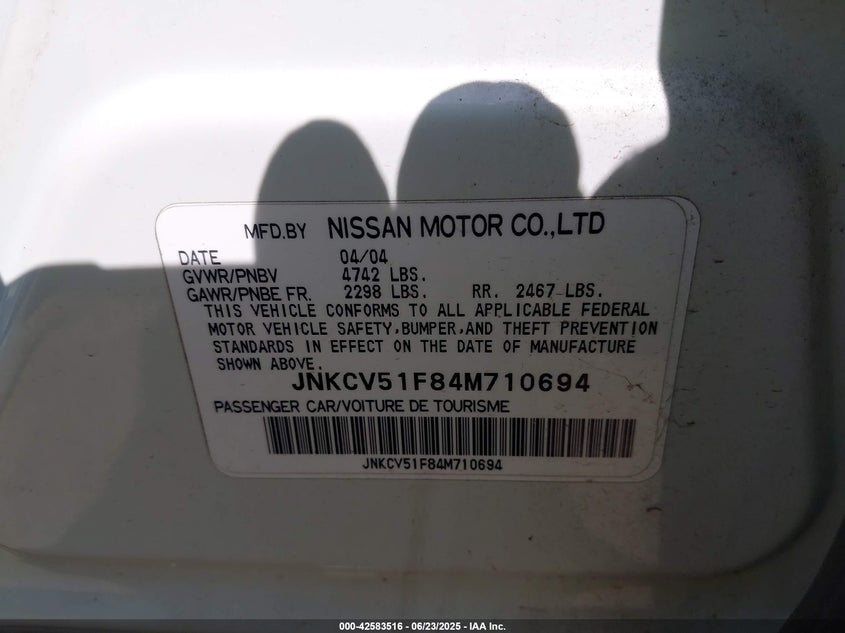 MFD.BY NISSAN MOTOR CO.,LTD
DATE 04/04
GVWR/PNBV 4742 LBS.
GAWR/PNBE FR. 2298 LBS. RR. 2467 LBS.
THIS VEHICLE CONFORMS TO ALL APPLICABLE FEDERAL
MOTOR VEHICLE SAFETY,BUMPER,AND THEFT PREVENTION
STANDARDS IN EFFECT ON THE DATE OF MANUFACTURE
SHOWN ABOVE.
JNKCV51F84M710694
PASSENGER CAR/VOITURE DE TOURISME
JNKCV51F84M710694
000-42583516 - 06/23/2025 - IAA Inc.